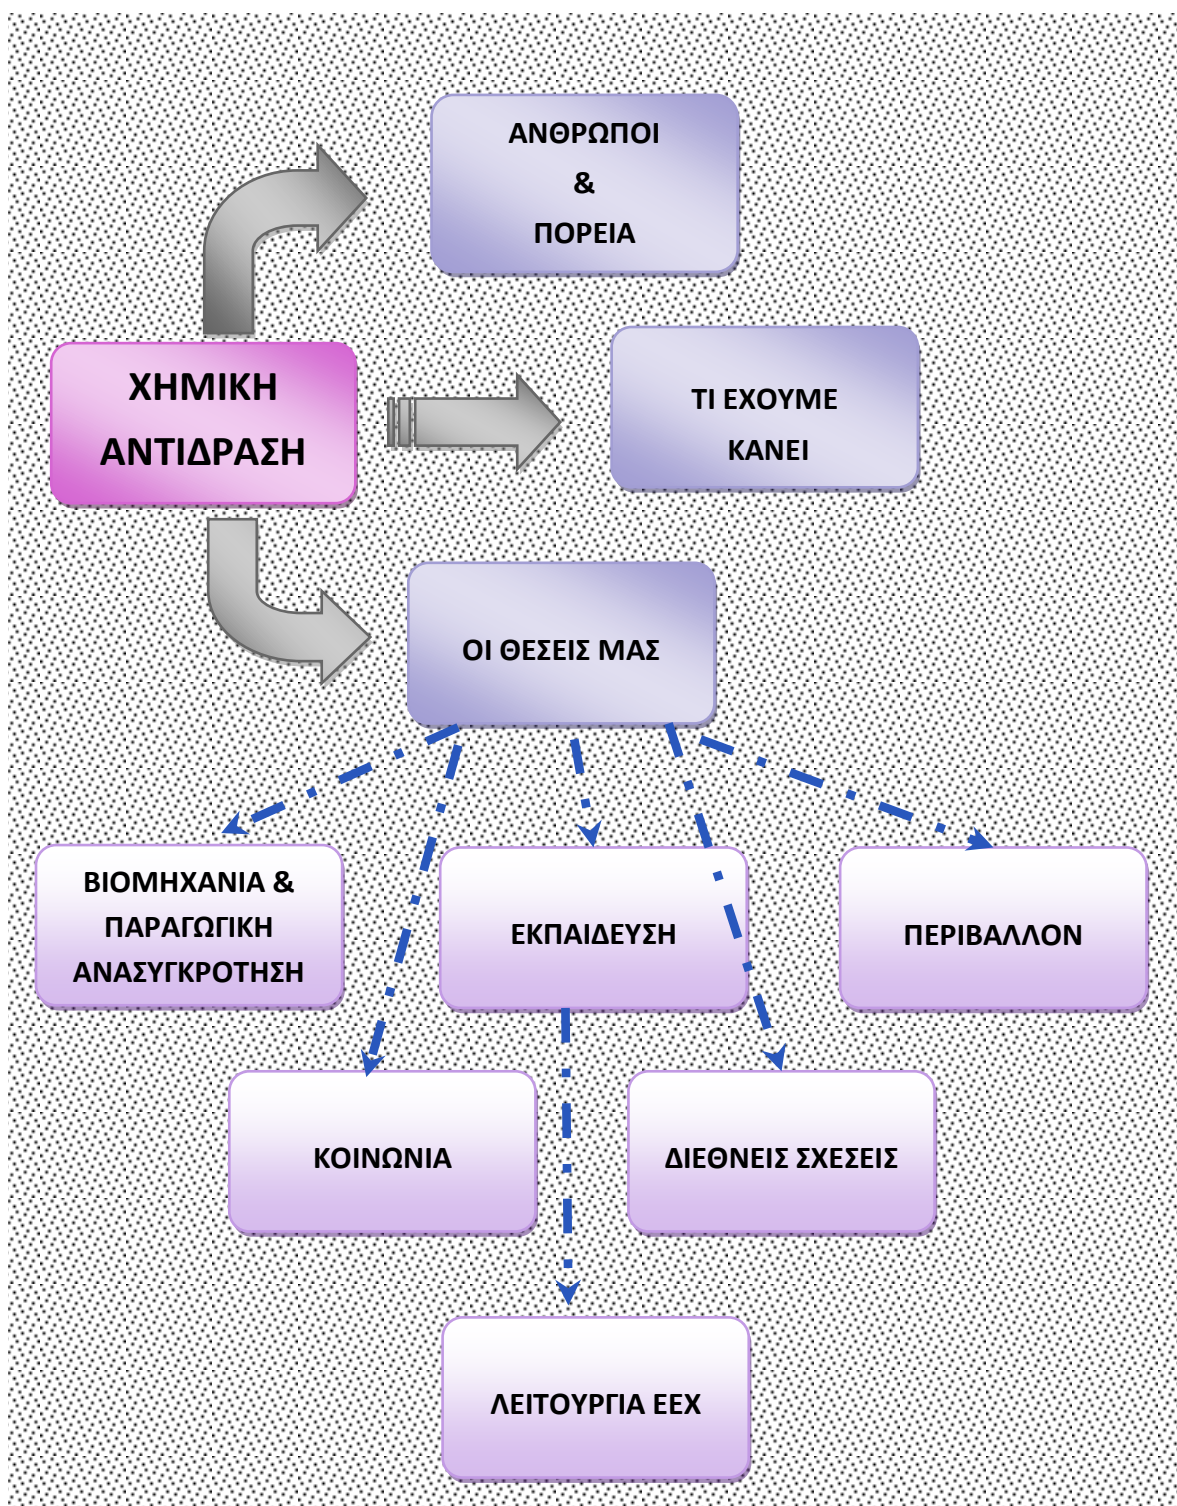 ΑΝΘΡΩΠΟΙ
&
ΠΟΡΕΙΑ
ΧΗΜΙΚΗ
ΑΝΤΙΔΡΑΣΗ
ΤΙ ΕΧΟΥΜΕ
ΚΑΝΕΙ
ΟΙ ΘΕΣΕΙΣ ΜΑΣ
ΒΙΟΜΗΧΑΝΙΑ &
ΠΑΡΑΓΩΓΙΚΗ
ΑΝΑΣΥΓΚΡΟΤΗΣΗ
ΕΚΠΑΙΔΕΥΣΗ
ΠΕΡΙΒΑΛΛΟΝ
ΚΟΙΝΩΝΙΑ
ΔΙΕΘΝΕΙΣ ΣΧΕΣΕΙΣ
ΛΕΙΤΟΥΡΓΙΑ ΕΕΧ